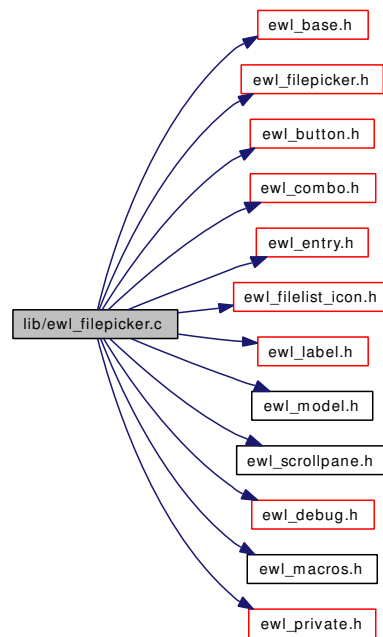 ewl_base.h
ewl_filepicker.h
ewl_button.h
ewl_combo.h
ewl_entry.h
lib/ewl_filepicker.c
ewl_filelist_icon.h
ewl_label.h
ewl_model.h
ewl_scrollpane.h
ewl_debug.h
ewl_macros.h
ewl_private.h